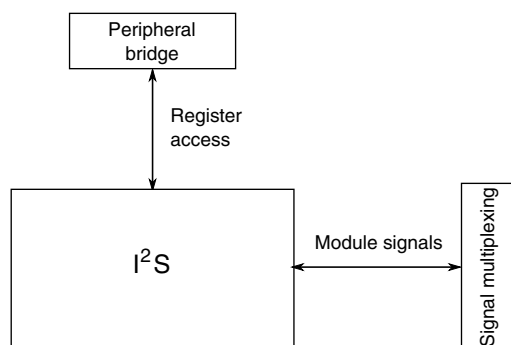 Peripheral
bridge
Register
access
I²S
Module signals
Signal multiplexing